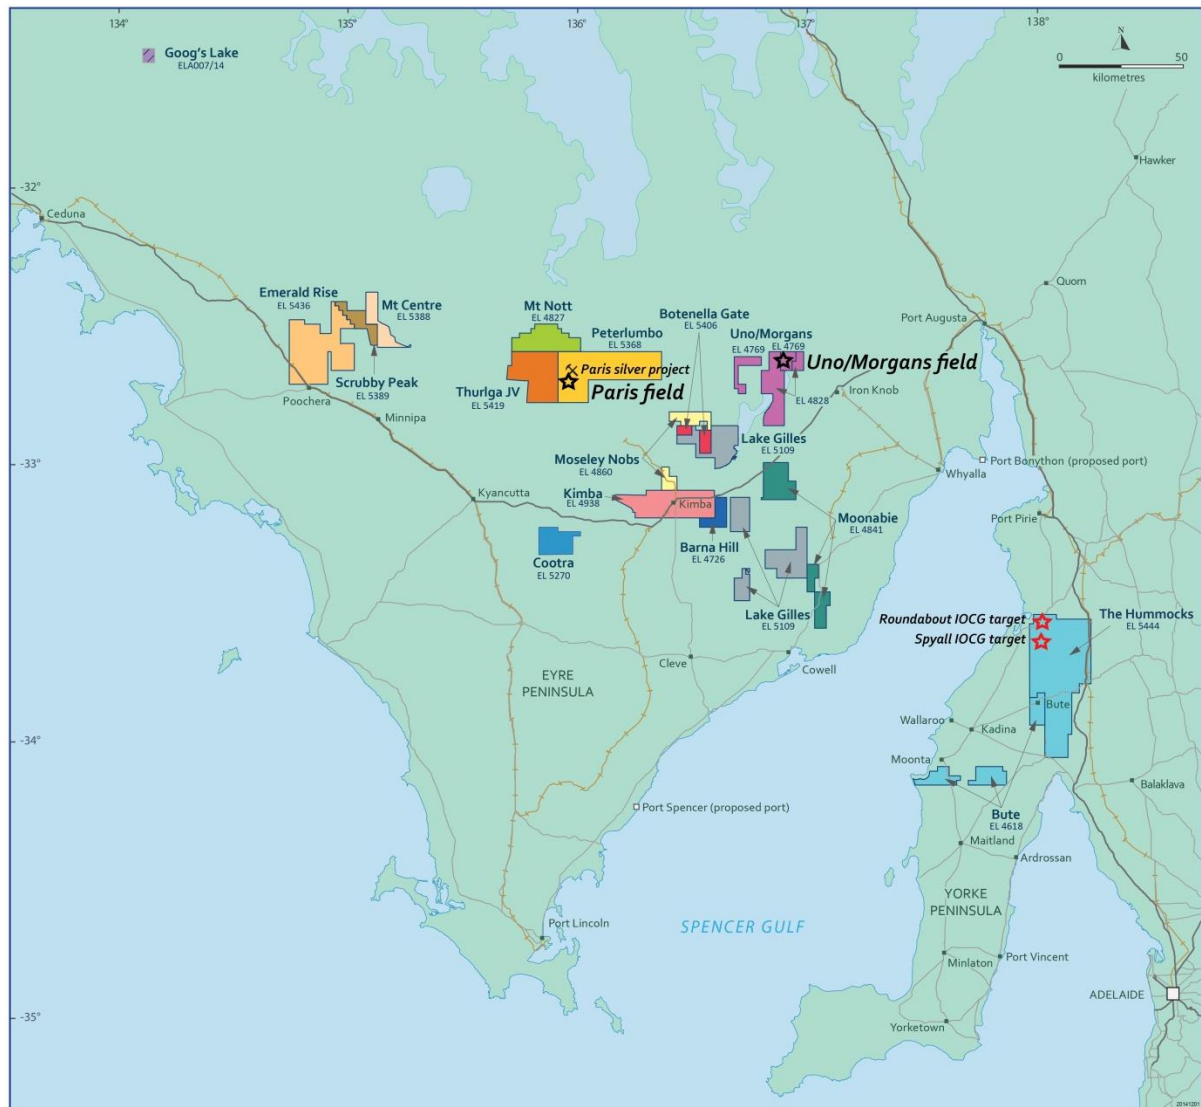 134°
135°
136°
137°
138°
Goog's Lake
ELA007/14
N
0
50
kilometres
Hawker
-32°
Ceduna
Quorn
Emerald Rise
EL 5436
Mt Centre
EL 5388
Mt Nott
EL 4827
Botenella Gate
EL 5406
Port Augusta
Peterlumbo
EL 5368
Uno/Morgans
EL 4769
EL 4769
Uno/Morgans field
Paris silver project
Paris field
Scrubby Peak
EL 5389
Thurlga JV
EL 5419
EL 4828
Iron Knob
Poochera
Minnipa
Lake Gilles
EL 5109
-33°
Moseley Nobs
EL 4860
Port Bonython (proposed port)
Whyalla
Kyancutta
Kimba
EL 4938
Kimba
Moonabie
EL 4841
Port Pirie
Barna Hill
EL 4726
Cootra
EL 5270
Lake Gilles
EL 5109
Roundabout IOCG target
Spyall IOCG target
The Hummocks
EL 5444
Cleve
Cowell
EYRE
PENINSULA
Bute
Wallaroo
Kadina
-34°
Moonta
Balaklava
Port Spencer (proposed port)
Bute
EL 4618
Maitland
Ardrossan
YORKE
PENINSULA
Port Lincoln
SPENCER GULF
Minlaton
Port Vincent
ADELAIDE
-35°
Yorketown
20141201